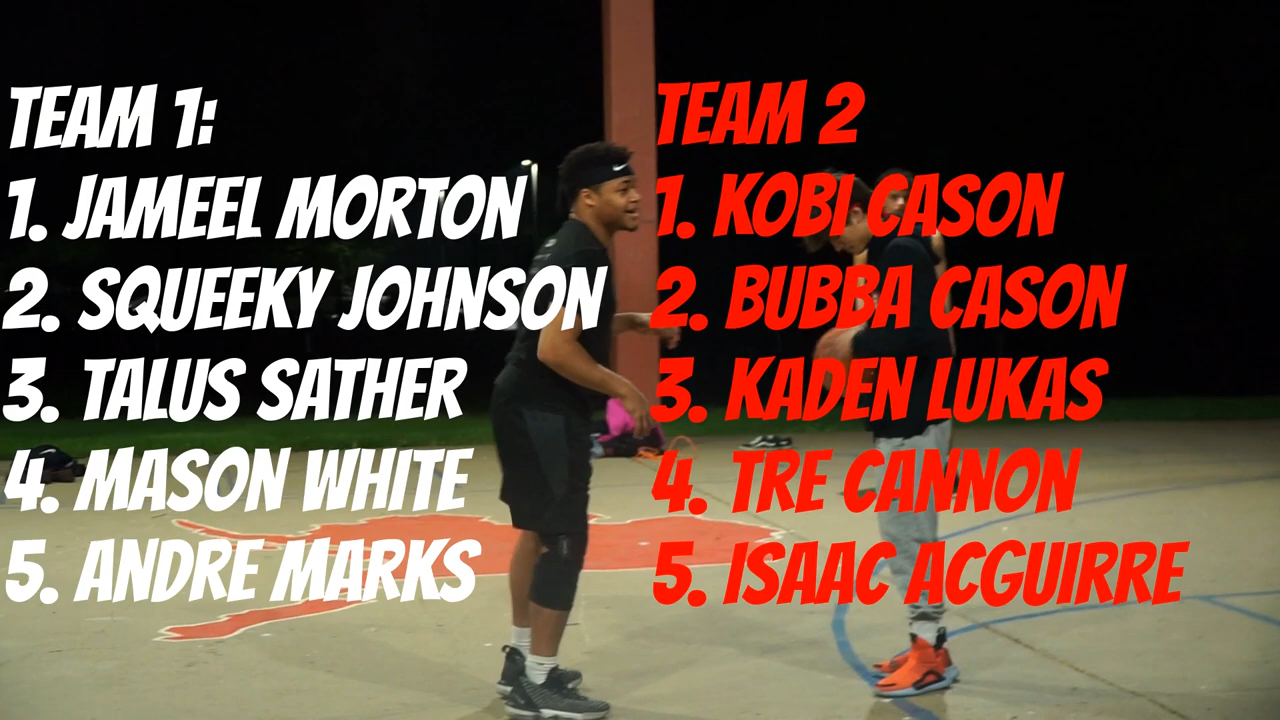 TEAM 1:
1. JAMEEL MORTON
2. SQUEEKY JOHNSON
3. TALUS SATHER
4. MASON WHITE
5. ANDRE MARKS
TEAM 2
1. KOBI CASON
2. BUBBA CASON
3. KADEN LUKAS
4. TRE CANNON
5. ISAAC ACGUIRRE